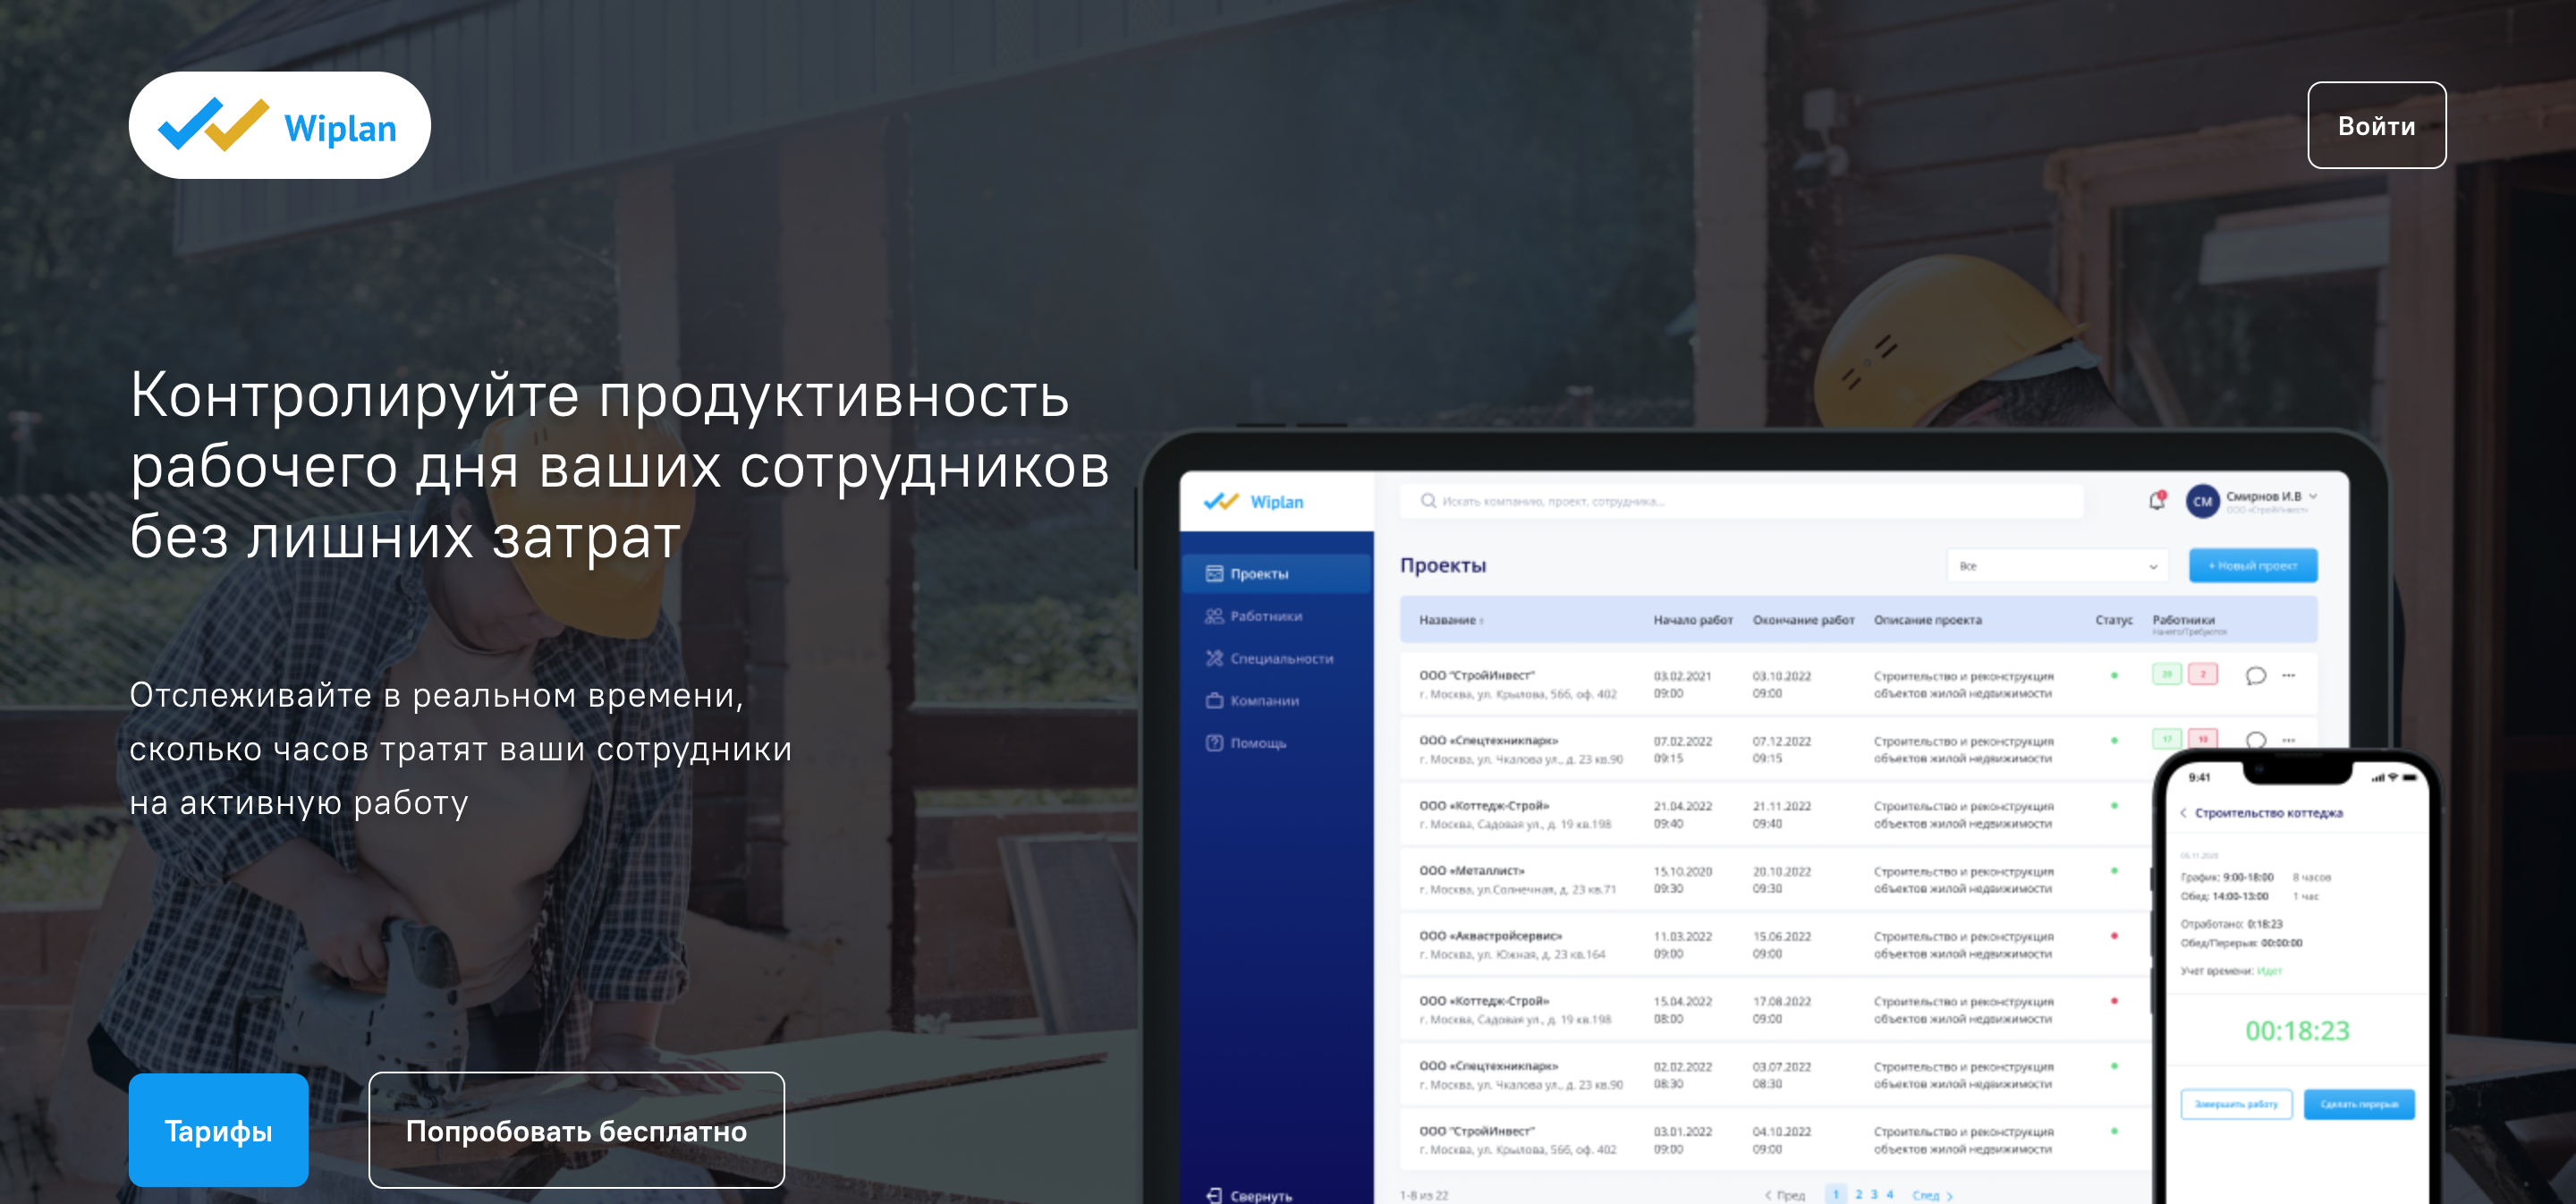 Wiplan
Войти
Контролируйте продуктивность
рабочего дня ваших сотрудников
без лишних затрат
Отслеживайте в реальном времени,
сколько часов тратят ваши сотрудники
на активную работу
Тарифы
Попробовать бесплатно
Wiplan
Искать компанию, проект, сотрудника...
СМ
Смирнов И.В
ООО «СтройИнвест»
Проекты
Работники
Специальности
Компании
Помощь
Свернуть
Проекты
Все
+ Новый проект
Название Начало работ Окончание работ Описание проекта Статус Работники
Нанято/Требуются
ООО "СтройИнвест" 03.02.2021 03.10.2022 Строительство и реконструкция 2
г. Москва, ул. Крылова, 566, оф. 402 09:00 09:00 объектов жилой недвижимости
ООО «Спецтехникпарк» 07.02.2022 07.12.2022 Строительство и реконструкция 17 10
г. Москва, ул. Чкалова ул., д. 23 кв.90 09:15 09:15 объектов жилой недвижимости
ООО «Коттедж-Строй» 21.04.2022 21.11.2022 Строительство и реконструкция
г. Москва, Садовая ул., д. 19 кв.198 09:40 09:40 объектов жилой недвижимости
ООО «Металлист» 15.10.2020 20.10.2022 Строительство и реконструкция
г. Москва, ул.Солнечная, д. 23 кв.71 09:30 09:30 объектов жилой недвижимости
ООО «Аквастройсервис» 11.03.2022 15.06.2022 Строительство и реконструкция
г. Москва, ул. Южная, д. 23 кв.164 09:00 09:00 объектов жилой недвижимости
ООО «Коттедж-Строй» 15.04.2022 17.08.2022 Строительство и реконструкция
г. Москва, Садовая ул., д. 19 кв.198 08:00 09:00 объектов жилой недвижимости
ООО «Спецтехникпарк» 02.02.2022 03.07.2022 Строительство и реконструкция
г. Москва, ул. Чкалова ул., д. 23 кв.90 08:30 08:30 объектов жилой недвижимости
ООО "СтройИнвест" 03.01.2022 04.10.2022 Строительство и реконструкция
г. Москва, ул. Крылова, 566, оф. 402 09:00 09:00 объектов жилой недвижимости
1-8 из 22 < Пред 1 2 3 4 След >
9:41
Строительство коттеджа
График: 9:00-18:00 8 часов
Обед: 14:00-13:00 1 час
Отработано: 0:18:23
Обед/Перерыв: 00:00:00
Учет времени: Идет
00:18:23
Завершить работу
Сделать перерыв